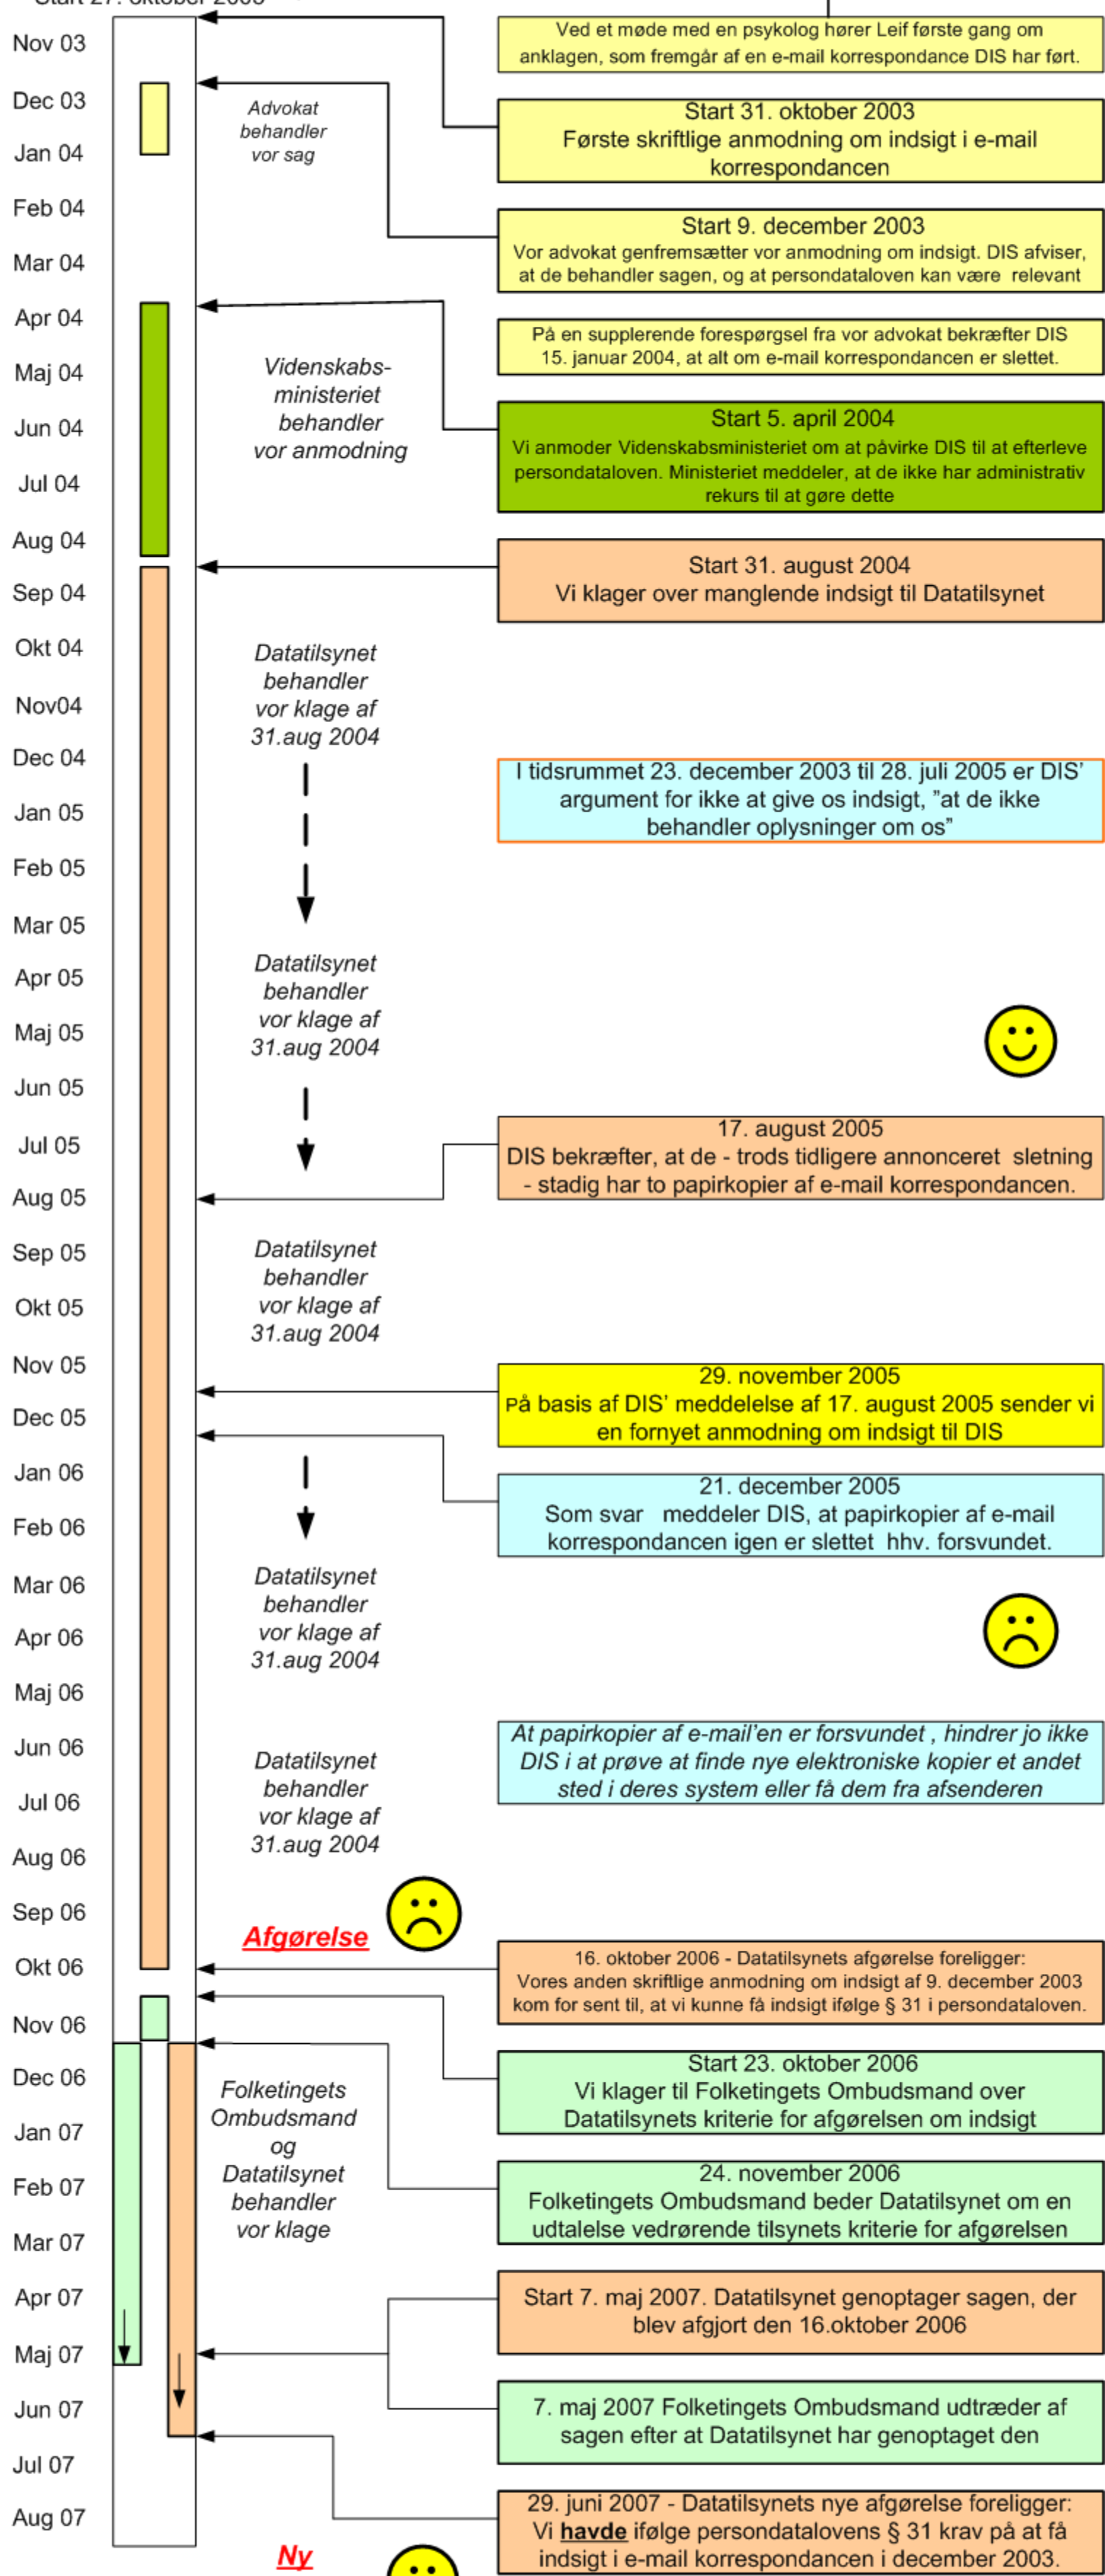 Start 27. oktober 2003
Nov 03
Dec 03
Jan 04
Feb 04
Mar 04
Apr 04
Maj 04
Jun 04
Jul 04
Aug 04
Sep 04
Okt 04
Nov04
Dec 04
Jan 05
Feb 05
Mar 05
Apr 05
Maj 05
Jun 05
Jul 05
Aug 05
Sep 05
Okt 05
Nov 05
Dec 05
Jan 06
Feb 06
Mar 06
Apr 06
Maj 06
Jun 06
Jul 06
Aug 06
Sep 06
Okt 06
Nov 06
Dec 06
Jan 07
Feb 07
Mar 07
Apr 07
Maj 07
Jun 07
Jul 07
Aug 07
Advokat
behandler
vor sag
Videnskabs-
ministeriet
behandler
vor anmodning
Datatilsynet
behandler
vor klage af
31.aug 2004
Datatilsynet
behandler
vor klage af
31.aug 2004
Datatilsynet
behandler
vor klage af
31.aug 2004
Datatilsynet
behandler
vor klage af
31.aug 2004
Datatilsynet
behandler
vor klage af
31.aug 2004
Afgørelse
Folketingets
Ombudsmand
og
Datatilsynet
behandler
vor klage
Ny
Ved et møde med en psykolog hører Leif første gang om
anklagen, som fremgår af en e-mail korrespondance DIS har ført.
Start 31. oktober 2003
Første skriftlige anmodning om indsigt i e-mail
korrespondancen
Start 9. december 2003
Vor advokat genfremsætter vor anmodning om indsigt. DIS afviser,
at de behandler sagen, og at persondataloven kan være relevant
På en supplerende forespørgsel fra vor advokat bekræfter DIS
15. januar 2004, at alt om e-mail korrespondancen er slettet.
Start 5. april 2004
Vi anmoder Videnskabsministeriet om at påvirke DIS til at efterleve
persondataloven. Ministeriet meddeler, at de ikke har administrativ
rekurs til at gøre dette
Start 31. august 2004
Vi klager over manglende indsigt til Datatilsynet
I tidsrummet 23. december 2003 til 28. juli 2005 er DIS'
argument for ikke at give os indsigt, "at de ikke
behandler oplysninger om os"
17. august 2005
DIS bekræfter, at de - trods tidligere annonceret sletning
- stadig har to papirkopier af e-mail korrespondancen.
29. november 2005
På basis af DIS' meddelelse af 17. august 2005 sender vi
en fornyet anmodning om indsigt til DIS
21. december 2005
Som svar meddeler DIS, at papirkopier af e-mail
korrespondancen igen er slettet hhv. forsvundet.
At papirkopier af e-mail'en er forsvundet , hindrer jo ikke
DIS i at prøve at finde nye elektroniske kopier et andet
sted i deres system eller få dem fra afsenderen
16. oktober 2006 - Datatilsynets afgørelse foreligger:
Vores anden skriftlige anmodning om indsigt af 9. december 2003
kom for sent til, at vi kunne få indsigt ifølge § 31 i persondataloven.
Start 23. oktober 2006
Vi klager til Folketingets Ombudsmand over
Datatilsynets kriterie for afgørelsen om indsigt
24. november 2006
Folketingets Ombudsmand beder Datatilsynet om en
udtalelse vedrørende tilsynets kriterie for afgørelsen
Start 7. maj 2007. Datatilsynet genoptager sagen, der
blev afgjort den 16.oktober 2006
7. maj 2007 Folketingets Ombudsmand udtræder af
sagen efter at Datatilsynet har genoptaget den
29. juni 2007 - Datatilsynets nye afgørelse foreligger:
Vi havde ifølge persondatalovens § 31 krav på at få
indsigt i e-mail korrespondancen i december 2003.